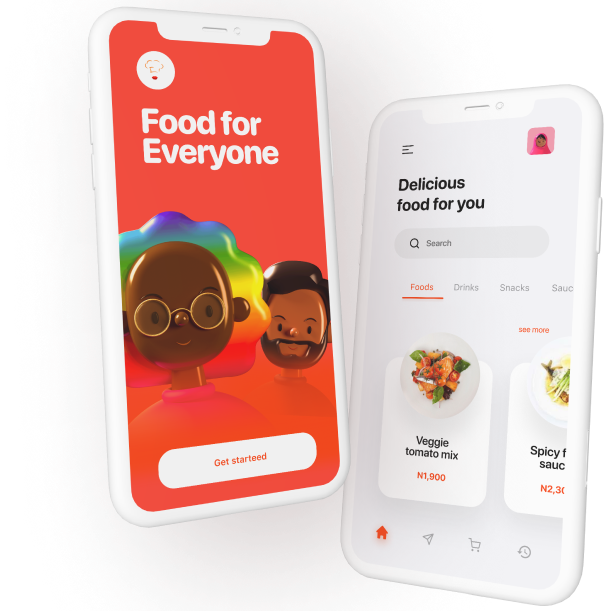 Food for
Everyone
Get starteed
Delicious
food for you
Search
Foods Drinks Snacks Sauc
see more
Veggie
tomato mix
N1,900
Spicy f
sauc
N2,30